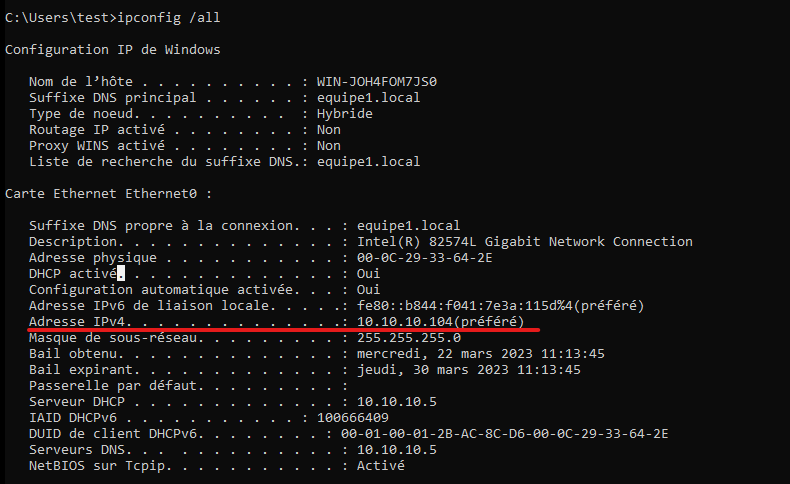 C:\Users\test>ipconfig /all
Configuration IP de Windows
Nom de l’hôte . . . . . . . . . . : WIN-JOH4FOM7JS0
Suffixe DNS principal . . . . . . : equipe1.local
Type de noeud. . . . . . . . . . : Hybride
Routage IP activé . . . . . . . . : Non
Proxy WINS activé . . . . . . . . : Non
Liste de recherche du suffixe DNS.: equipe1.local
Carte Ethernet Ethernet0 :
Suffixe DNS propre à la connexion. . . : equipe1.local
Description. . . . . . . . . . . . . . : Intel(R) 82574L Gigabit Network Connection
Adresse physique . . . . . . . . . . . : 00-0C-29-33-64-2E
DHCP activé. . . . . . . . . . . . . . : Oui
Configuration automatique activée. . . : Oui
Adresse IPv6 de liaison locale. . . . .: fe80::b844:f041:7e3a:115d%4(préféré)
Adresse IPv4. . . . . . . . . . . . . .: 10.10.10.104(préféré)
Masque de sous-réseau. . . . . . . . . : 255.255.255.0
Bail obtenu. . . . . . . . . . . . . . : mercredi, 22 mars 2023 11:13:45
Bail expirant. . . . . . . . . . . . . : jeudi, 30 mars 2023 11:13:45
Passerelle par défaut. . . . . . . . . :
Serveur DHCP . . . . . . . . . . . . . : 10.10.10.5
IAID DHCPv6 . . . . . . . . . . . : 100666409
DUID de client DHCPv6. . . . . . . . : 00-01-00-01-2B-AC-8C-D6-00-0C-29-33-64-2E
Serveurs DNS. . . . . . . . . . . . . : 10.10.10.5
NetBIOS sur Tcpip. . . . . . . . . . . : Activé